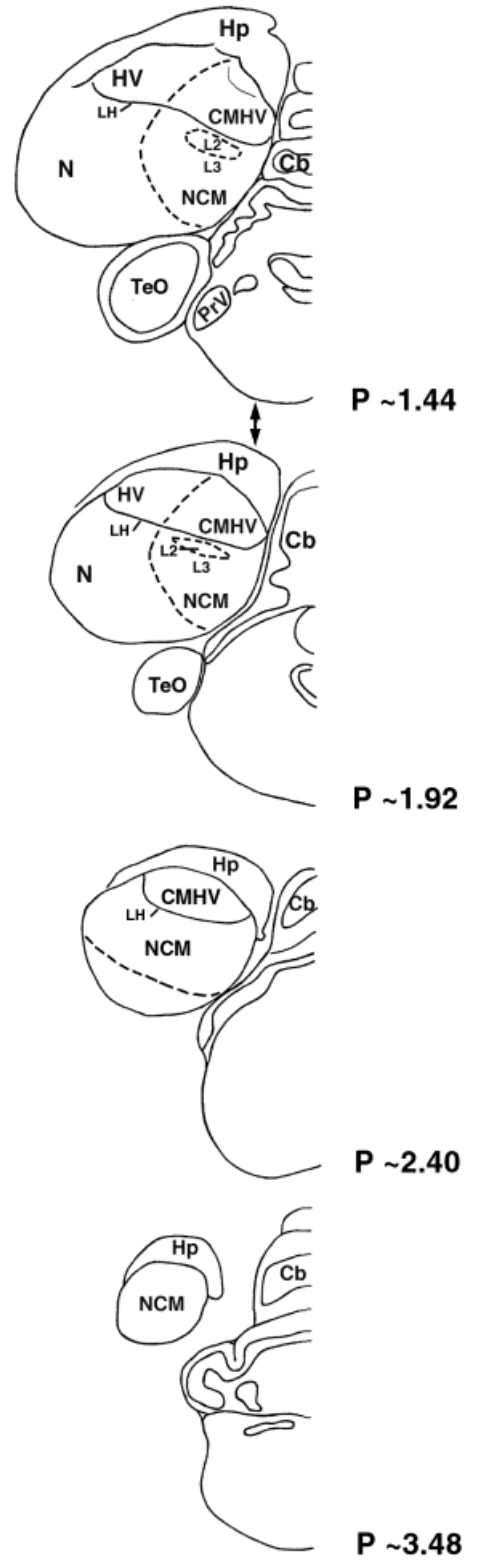 Hp
HV
LH
CMHV
L2
L3
Cb
N
NCM
TeO
PrV
P ~1.44
Hp
HV
LH
CMHV
Cb
L2
L3
N
NCM
TeO
P ~1.92
Hp
CMHV
Cb
LH
NCM
P ~2.40
Hp
Cb
NCM
P ~3.48